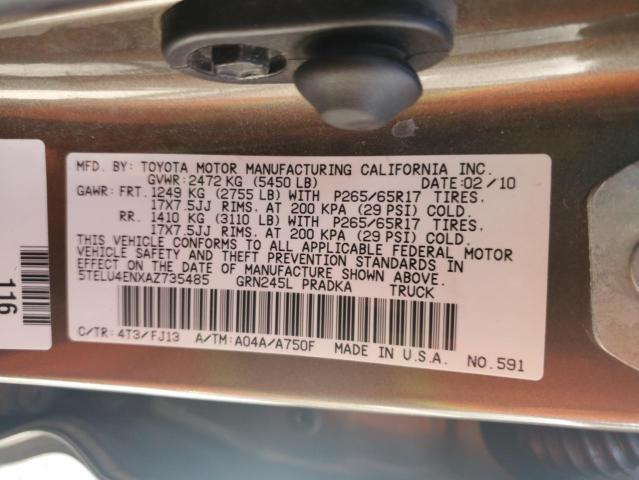 MFD. BY: TOYOTA MOTOR MANUFACTURING CALIFORNIA INC.
GVWR: 2472 KG (5450 LB) DATE: 02/10
GAWR: FRT. 1249 KG (2755 LB) WITH P265/65R17 TIRES.
17X7.5JJ RIMS. AT 200 KPA (29 PSI) COLD.
RR. 1410 KG (3110 LB) WITH P265/65R17 TIRES.
17X7.5JJ RIMS. AT 200 KPA (29 PSI) COLD.
THIS VEHICLE CONFORMS TO ALL APPLICABLE FEDERAL MOTOR
VEHICLE SAFETY AND THEFT PREVENTION STANDARDS IN
EFFECT ON THE DATE OF MANUFACTURE SHOWN ABOVE.
5TELU4ENXAZ735485 GRN245L PRADKA TRUCK
C/TR: 4T3/FJ13 A/TM: A04A/A750F MADE IN U.S.A. NO.591
116